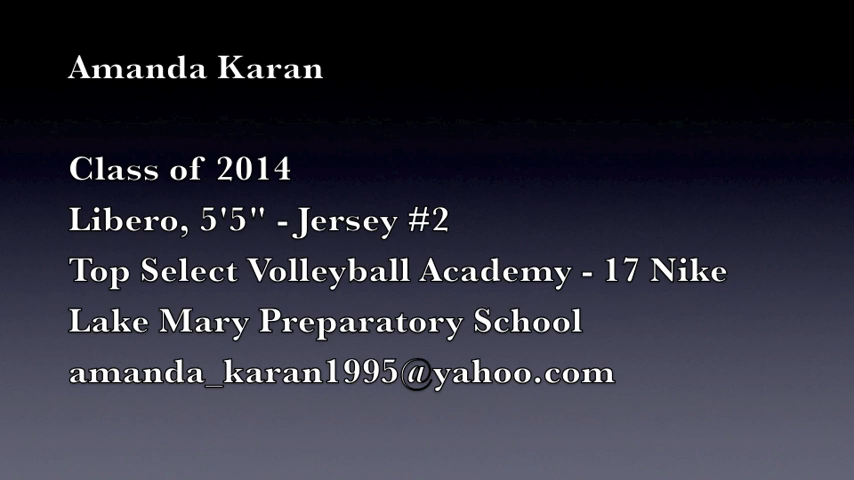 Amanda Karan
Class of 2014
Libero, 5'5" - Jersey #2
Top Select Volleyball Academy - 17 Nike
Lake Mary Preparatory School
amanda_karan1995@yahoo.com